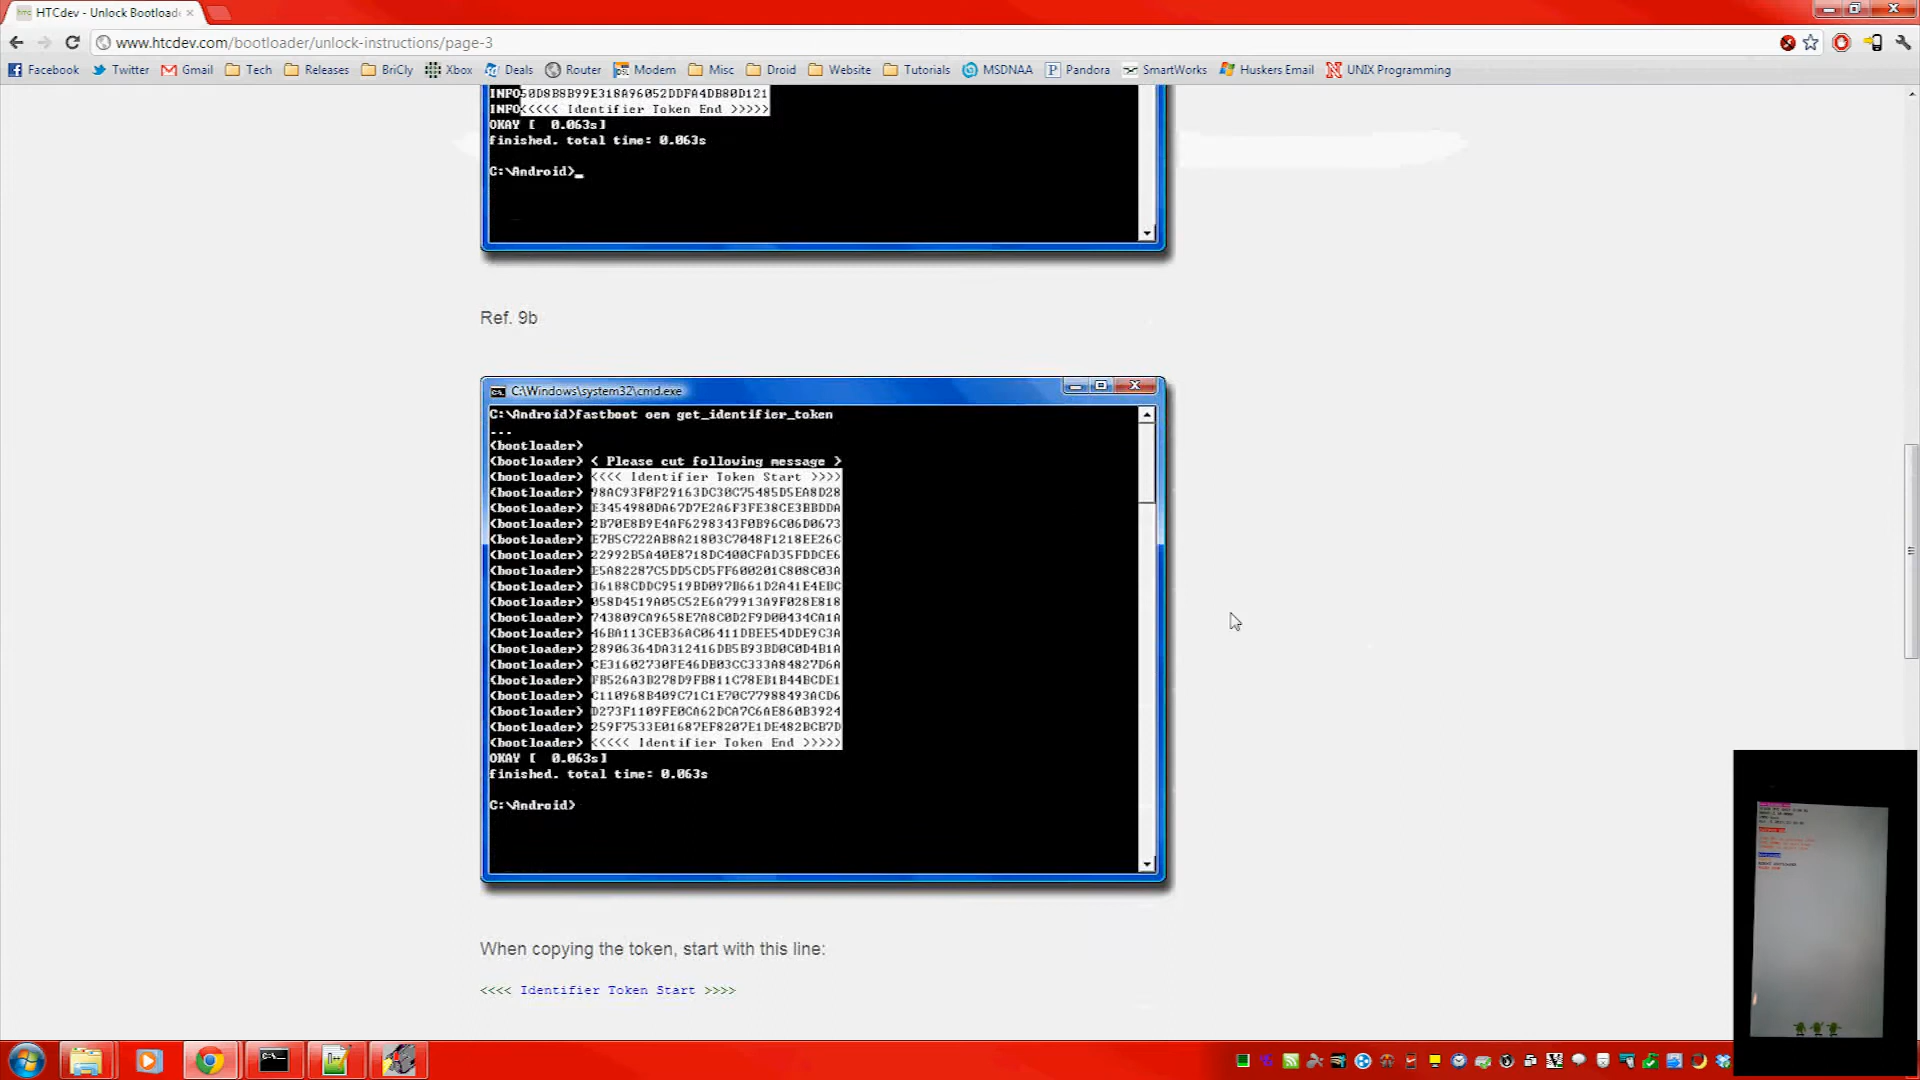 HTCdev - Unlock Bootload
www.htcdev.com/bootloader/unlock-instructions/page-3
Facebook Twitter Gmail Tech Releases BriCly Xbox Deals Router Modem Misc Droid Website Tutorials MSDNAA Pandora SmartWorks Huskers Email UNIX Programming
INFO50D8B8B99E318A96052DDFA4DB80D121
INFO<<<<< Identifier Token End >>>>>
OKAY [  0.063s]
finished. total time: 0.063s
C:\Android>_
Ref. 9b
C:\Windows\system32\cmd.exe
C:\Android>fastboot oem get_identifier_token
...
(bootloader)
(bootloader) < Please cut following message >
(bootloader) <<<< Identifier Token Start >>>>
(bootloader) 98AC93F0F29163DC30C75485D5EA8D28
(bootloader) E3454980DA67D7E2A6F3FE38CE3BBDDA
(bootloader) 2B70E8B9E4AF6298343F0B96C06D0673
(bootloader) E7B5C722AB8A21803C7048F1218EE26C
(bootloader) 22992B5A40E8718DC400CFAD35FDDCE6
(bootloader) E5A82287C5DD5CD5FF600201C808C03A
(bootloader) 36188CDDC9519BD097B661D2A41E4EBC
(bootloader) 058D4519A05C52E6A79913A9F028E818
(bootloader) 743809CA9658E7A8C0D2F9D00434CA1A
(bootloader) 46BA113CEB36AC06411DBEE54DDE9C3A
(bootloader) 28906364DA312416DB5B93BD0C0D4B1A
(bootloader) CE31602730FE46DB03CC333A84827D6A
(bootloader) FB526A3B278D9FB811C78EB1B44BCDE1
(bootloader) C110968B409C71C1E70C77988493ACD6
(bootloader) D273F1109FE0CA62DCA7C6AE860B3924
(bootloader) 259F7533E01687EF8207E1DE482BCB7D
(bootloader) <<<<< Identifier Token End >>>>>
OKAY [  0.063s]
finished. total time: 0.063s
C:\Android>
When copying the token, start with this line:
<<<< Identifier Token Start >>>>